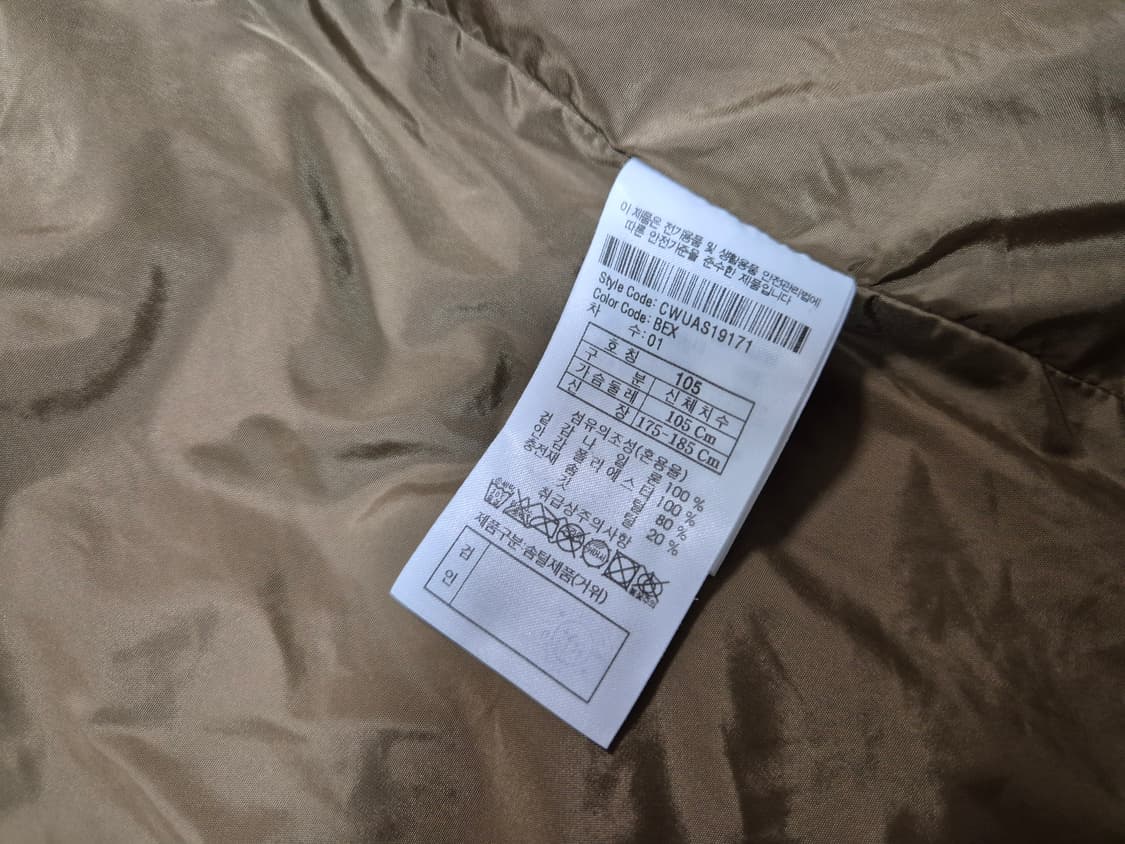 이 제품은 전기용품 및 생활용품 안전관리법에
따른 안전기준을 준수한 제품입니다
Style Code: CWUAS19171
Color Code: BEX
차 수: 01
호 칭 105
구 분 신체치수
가슴둘레 105 Cm
신 장 175-185 Cm
섬유의조성(혼용율)
겉 감 나 일 론 100 %
안 감 폴 리 에 스 터 100 %
충전재 솜 털 80 %
깃 털 20 %
취급상주의사항
제품구분:솜털제품(거위)
검
인